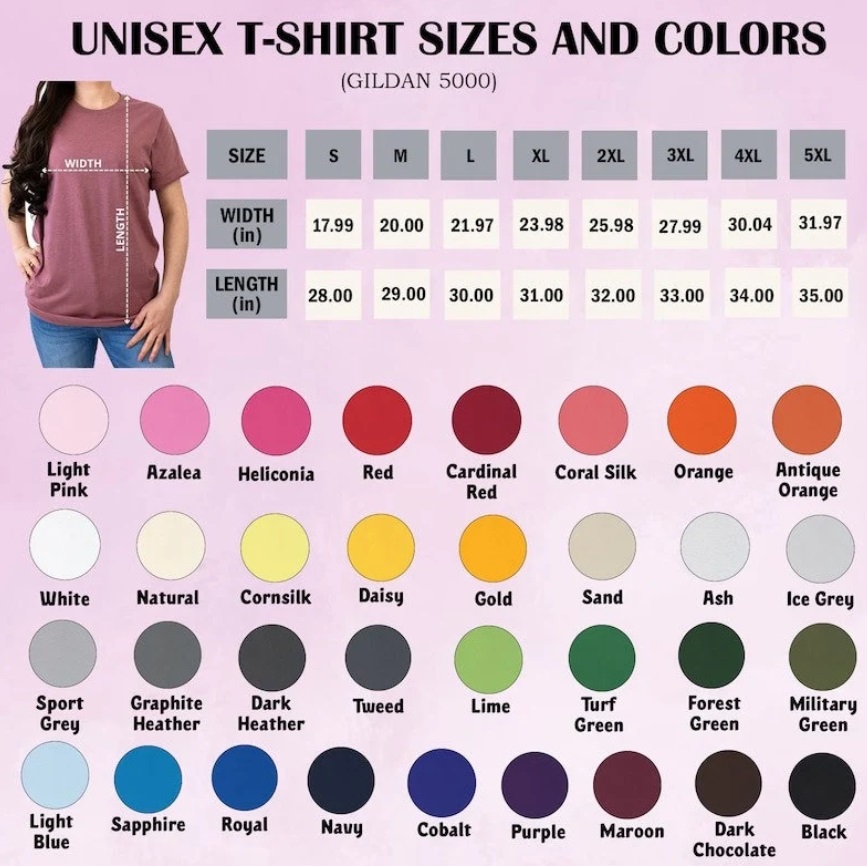 UNISEX T-SHIRT SIZES AND COLORS
(GILDAN 5000)
WIDTH
LENGTH
SIZE S M L XL 2XL 3XL 4XL 5XL
WIDTH
(in) 17.99 20.00 21.97 23.98 25.98 27.99 30.04 31.97
LENGTH
(in) 28.00 29.00 30.00 31.00 32.00 33.00 34.00 35.00
Light
Pink
Azalea
Heliconia
Red
Cardinal
Red
Coral Silk
Orange
Antique
Orange
White
Natural
Cornsilk
Daisy
Gold
Sand
Ash
Ice Grey
Sport
Grey
Graphite
Heather
Dark
Heather
Tweed
Lime
Turf
Green
Forest
Green
Military
Green
Light
Blue
Sapphire
Royal
Navy
Cobalt
Purple
Maroon
Dark
Chocolate
Black